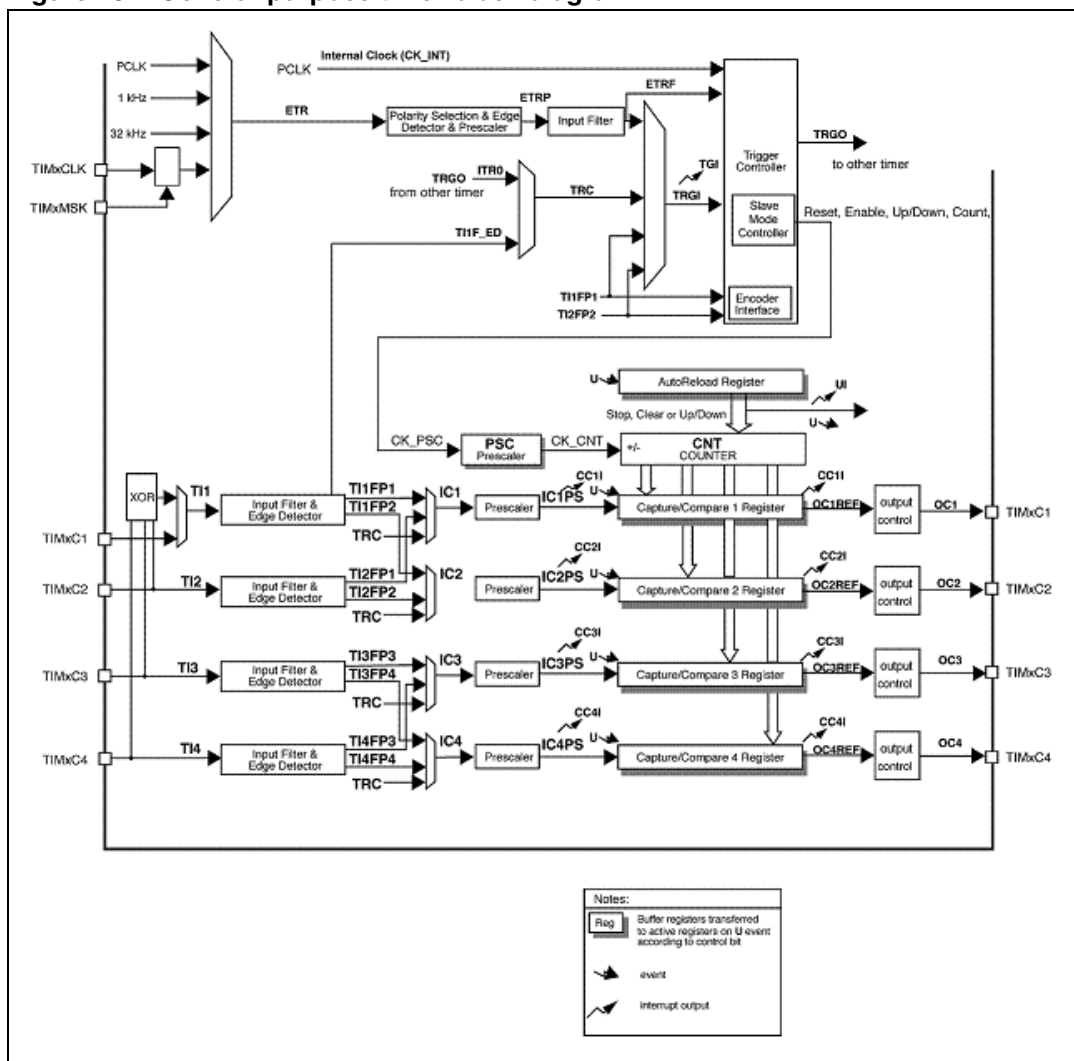 PCLK
1 kHz
32 kHz
TIMxCLK
TIMxMSK
PCLK
Internal Clock (CK_INT)
ETR
Polarity Selection & Edge
Detector & Prescaler
ETRP
Input Filter
ETRF
TRGO
from other timer
ITR0
TI1F_ED
TRC
TGI
TRGI
TI1FP1
TI2FP2
Trigger
Controller
Slave
Mode
Controller
Encoder
Interface
TRGO
to other timer
Reset, Enable, Up/Down, Count,
U
AutoReload Register
UI
U
Stop, Clear or Up/Down
CK_PSC
PSC
Prescaler
CK_CNT
+/-
CNT
COUNTER
XOR
TI1
Input Filter &
Edge Detector
TI1FP1
TI1FP2
TRC
IC1
Prescaler
CC1I
IC1PS
U
Capture/Compare 1 Register
CC1I
OC1REF
output
control
OC1
TIMxC1
TIMxC1
TIMxC2
TI2
Input Filter &
Edge Detector
TI2FP1
TI2FP2
TRC
IC2
Prescaler
CC2I
IC2PS
U
Capture/Compare 2 Register
CC2I
OC2REF
output
control
OC2
TIMxC2
TIMxC3
TI3
Input Filter &
Edge Detector
TI3FP3
TI3FP4
TRC
IC3
Prescaler
CC3I
IC3PS
U
Capture/Compare 3 Register
CC3I
OC3REF
output
control
OC3
TIMxC3
TIMxC4
TI4
Input Filter &
Edge Detector
TI4FP3
TI4FP4
TRC
IC4
Prescaler
CC4I
IC4PS
U
Capture/Compare 4 Register
CC4I
OC4REF
output
control
OC4
TIMxC4
Notes:
Reg
Buffer registers transferred
to active registers on U event
according to control bit
event
interrupt output